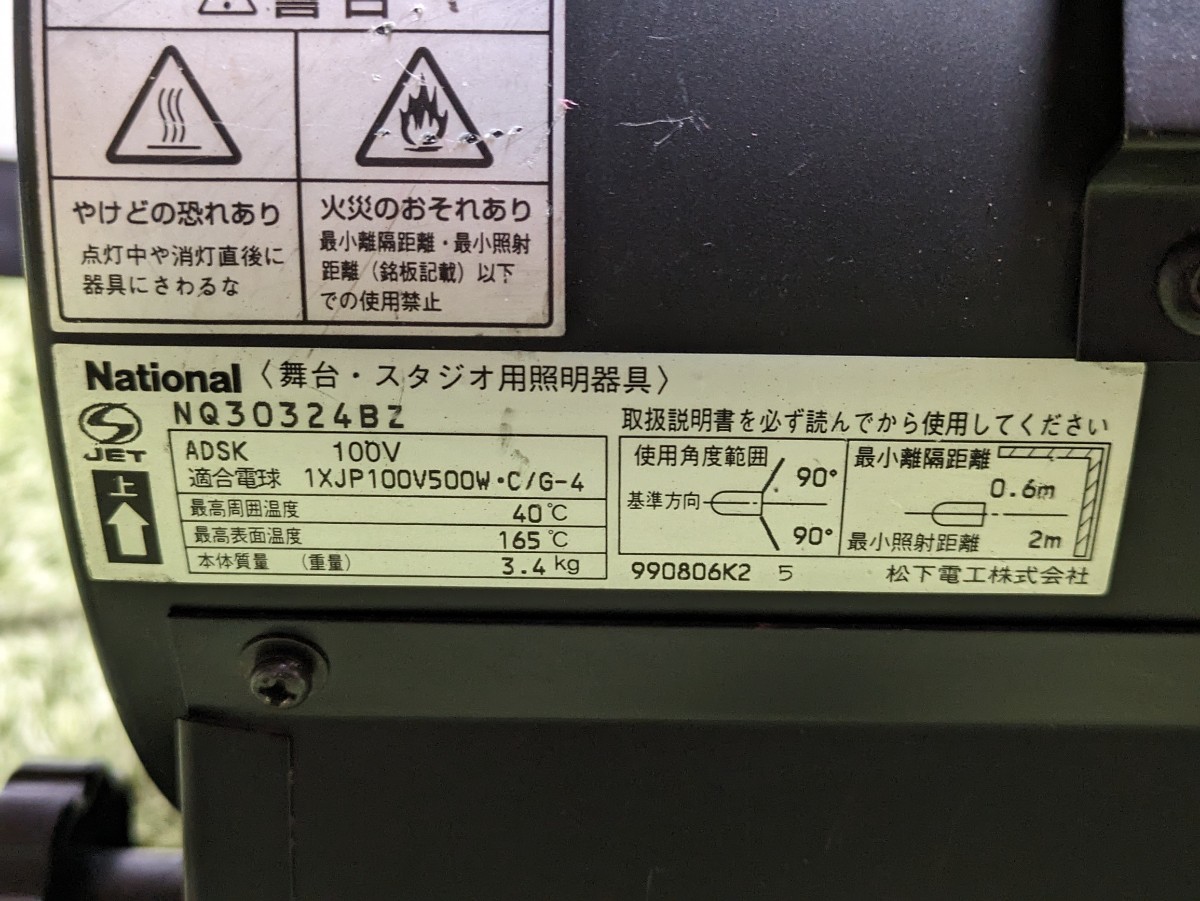 警告
やけどの恐れあり
点灯中や消灯直後に
器具にさわるな
火災のおそれあり
最小離隔距離・最小照射
距離(銘板記載)以下
での使用禁止
National〈舞台・スタジオ用照明器具〉
NQ30324BZ
JET
上
ADSK 100V
適合電球 1XJP100V500W・C/G-4
最高周囲温度 40℃
最高表面温度 165℃
本体質量 (重量) 3.4kg
取扱説明書を必ず読んでから使用してください
使用角度範囲
90°
基準方向
90°
最小離隔距離
0.6m
最小照射距離 2m
990806K2 5 松下電工株式会社